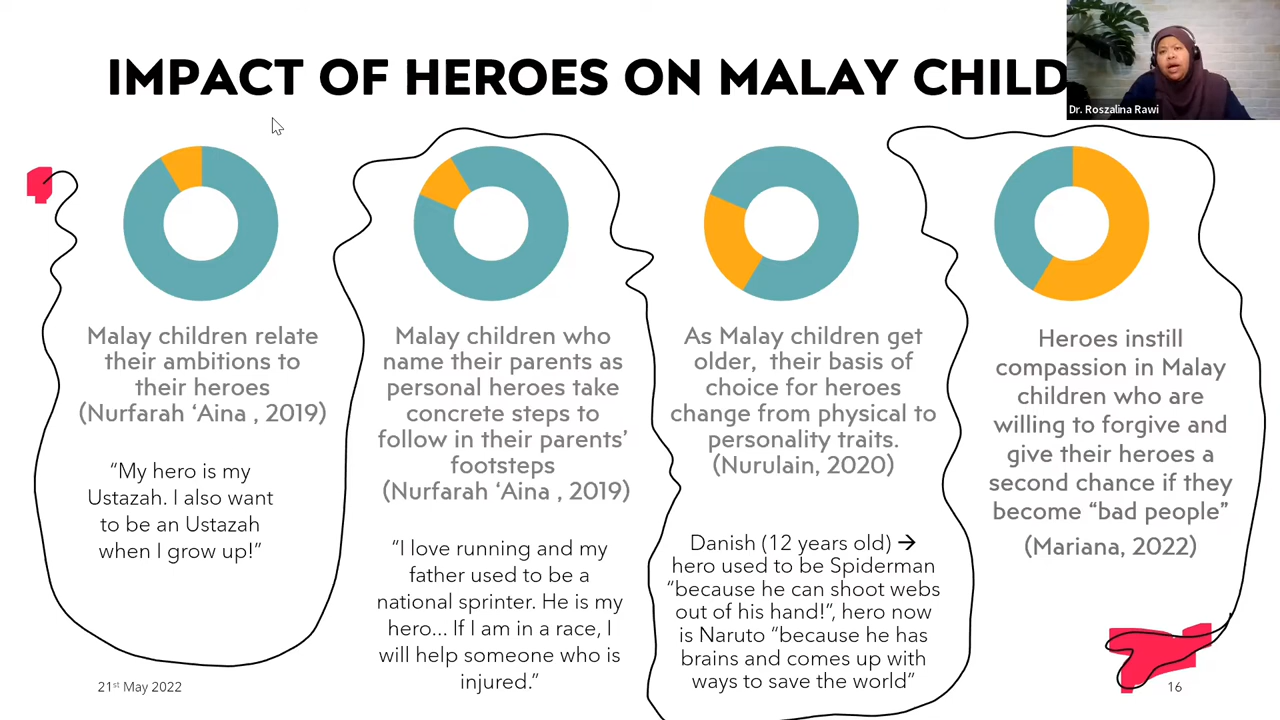 IMPACT OF HEROES ON MALAY CHILD
Dr. Roszalina Rawi
Malay children relate
their ambitions to
their heroes
(Nurfarah ‘Aina , 2019)
“My hero is my
Ustazah. I also want
to be an Ustazah
when I grow up!”
Malay children who
name their parents as
personal heroes take
concrete steps to
follow in their parents’
footsteps
(Nurfarah ‘Aina , 2019)
“I love running and my
father used to be a
national sprinter. He is my
hero... If I am in a race, I
will help someone who is
injured.”
As Malay children get
older, their basis of
choice for heroes
change from physical to
personality traits.
(Nurulain, 2020)
Danish (12 years old) →
hero used to be Spiderman
“because he can shoot webs
out of his hand!”, hero now
is Naruto “because he has
brains and comes up with
ways to save the world”
Heroes instill
compassion in Malay
children who are
willing to forgive and
give their heroes a
second chance if they
become “bad people”
(Mariana, 2022)
21st May 2022
16